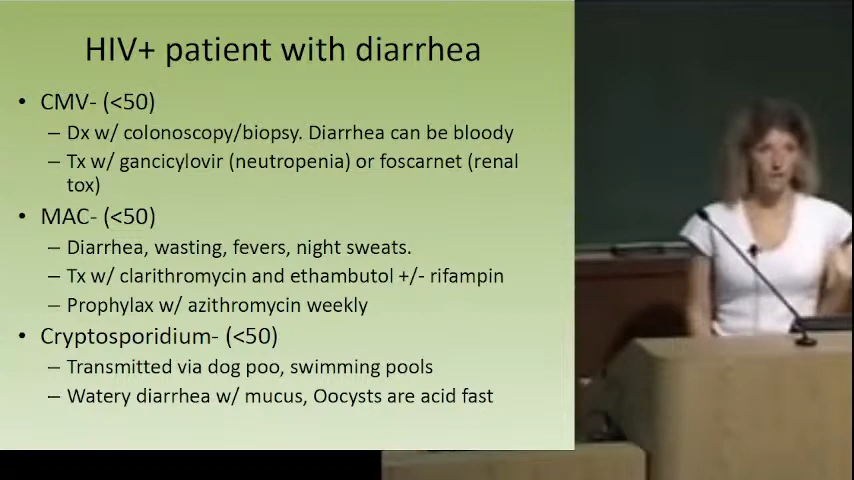 HIV+ patient with diarrhea
• CMV- (<50)
– Dx w/ colonoscopy/biopsy. Diarrhea can be bloody
– Tx w/ gancicylovir (neutropenia) or foscarnet (renal
tox)
• MAC- (<50)
– Diarrhea, wasting, fevers, night sweats.
– Tx w/ clarithromycin and ethambutol +/- rifampin
– Prophylax w/ azithromycin weekly
• Cryptosporidium- (<50)
– Transmitted via dog poo, swimming pools
– Watery diarrhea w/ mucus, Oocysts are acid fast